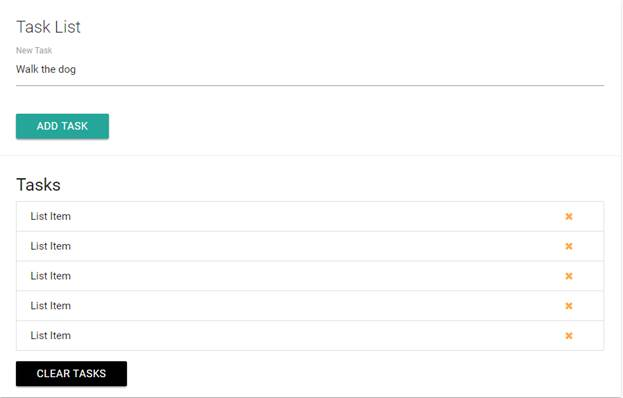 Task List
New Task
Walk the dog
ADD TASK
Tasks
List Item
List Item
List Item
List Item
List Item
CLEAR TASKS